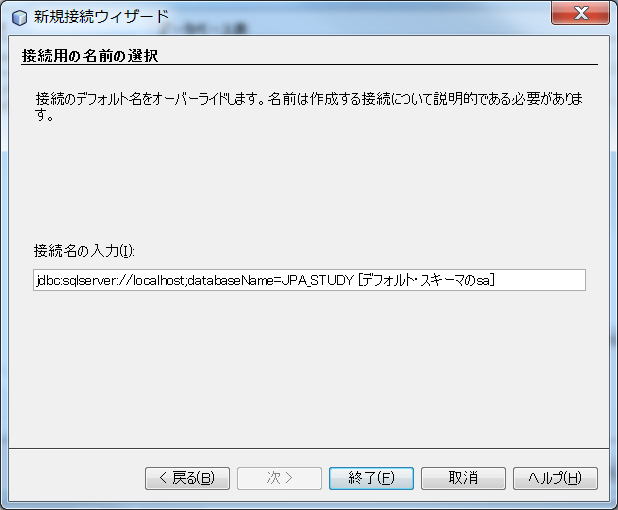 新規接続ウィザード
接続用の名前の選択
接続のデフォルト名をオーバーライドします。名前は作成する接続について説明的である必要がありま
す。
接続名の入力(I):
jdbc:sqlserver://localhost;databaseName=JPA_STUDY [デフォルト・スキーマのsa]
< 戻る(B) 次 > 終了(F) 取消 ヘルプ(H)